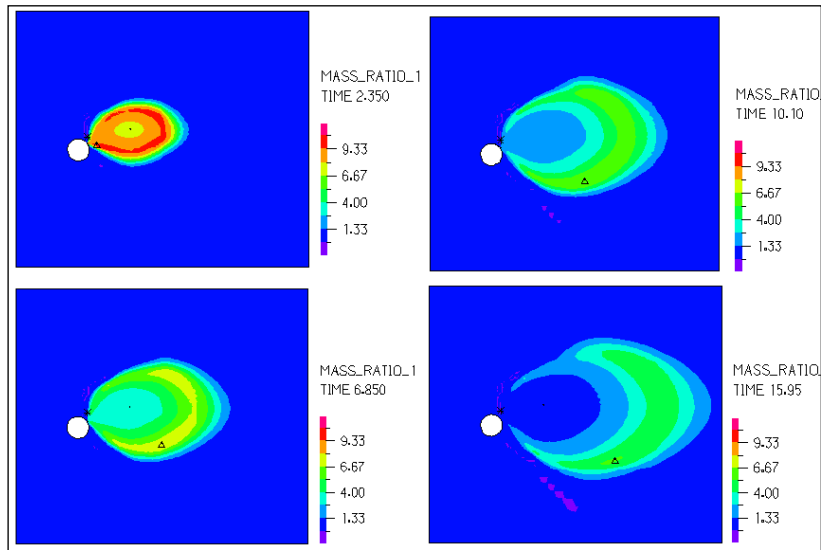 MASS_RATIO_1
TIME 2.350
9.33
6.67
4.00
1.33
MASS_RATIO_
TIME 10.10
9.33
6.67
4.00
1.33
MASS_RATIO_1
TIME 6.850
9.33
6.67
4.00
1.33
MASS_RATIO_
TIME 15.95
9.33
6.67
4.00
1.33